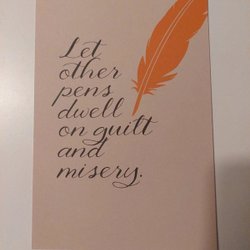 Let
other
pens
dwell
on guilt
and
misery.